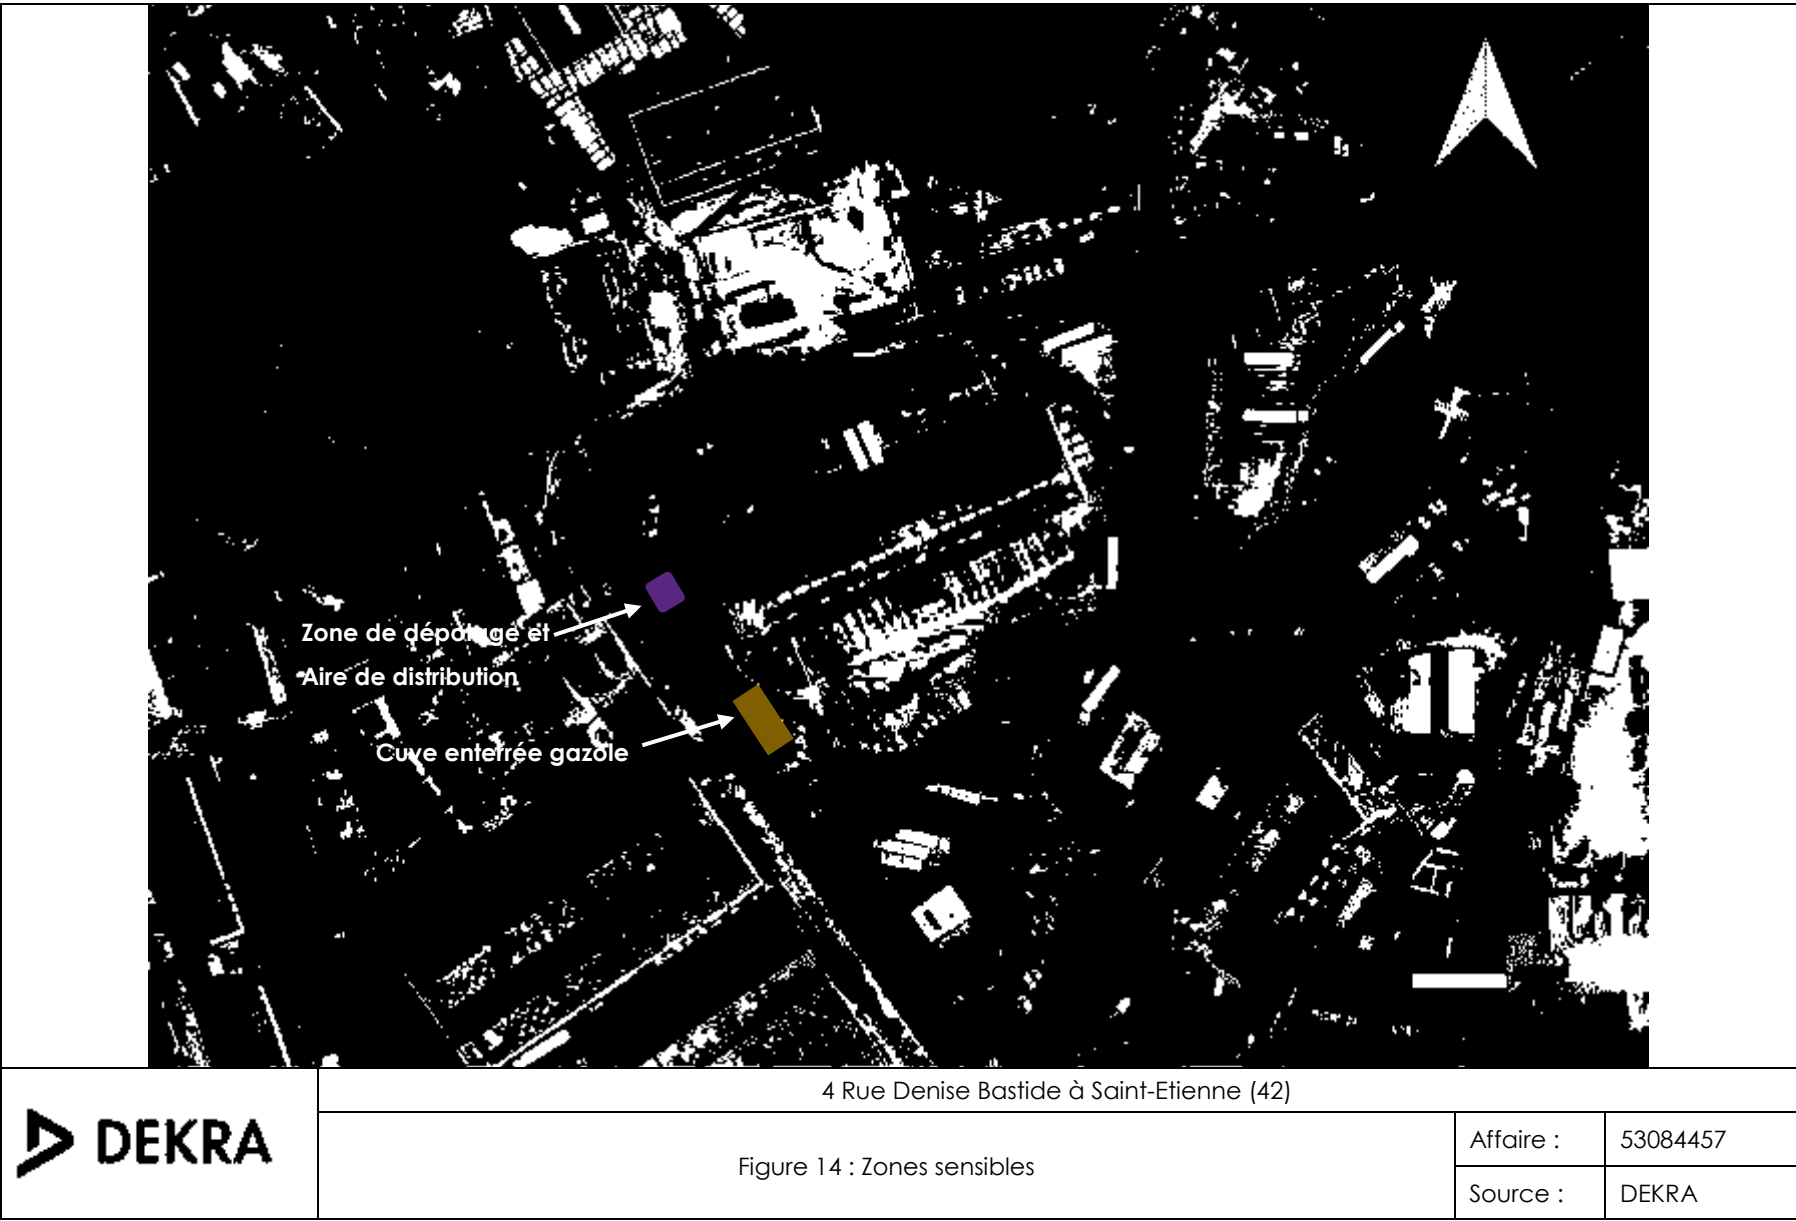 Zone de dépotage et
Aire de distribution
Cuve enterrée gazole
4 Rue Denise Bastide à Saint-Etienne (42)
DEKRA
Figure 14 : Zones sensibles
Affaire :
53084457
Source :
DEKRA